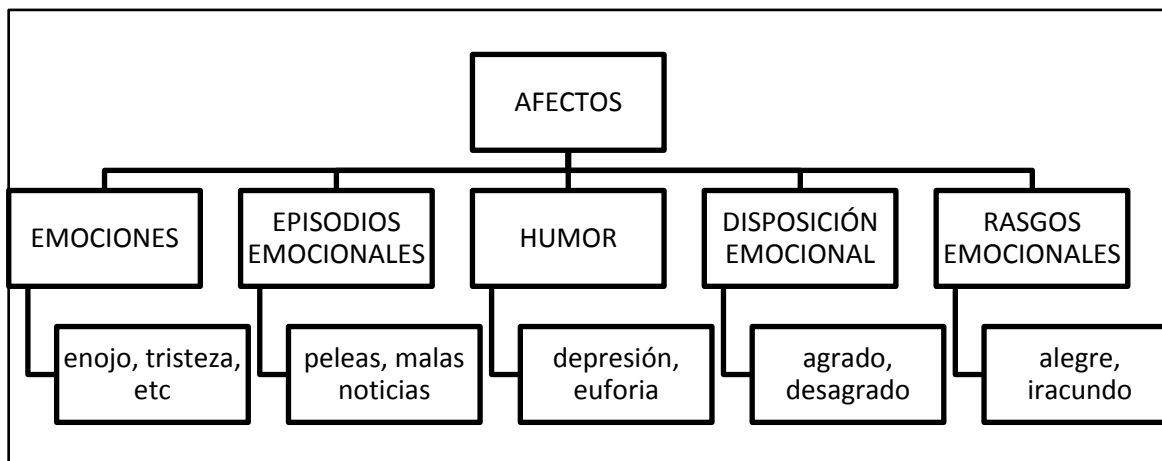 AFECTOS
EMOCIONES
EPISODIOS
EMOCIONALES
HUMOR
DISPOSICIÓN
EMOCIONAL
RASGOS
EMOCIONALES
enojo, tristeza,
etc
peleas, malas
noticias
depresión,
euforia
agrado,
desagrado
alegre,
iracundo